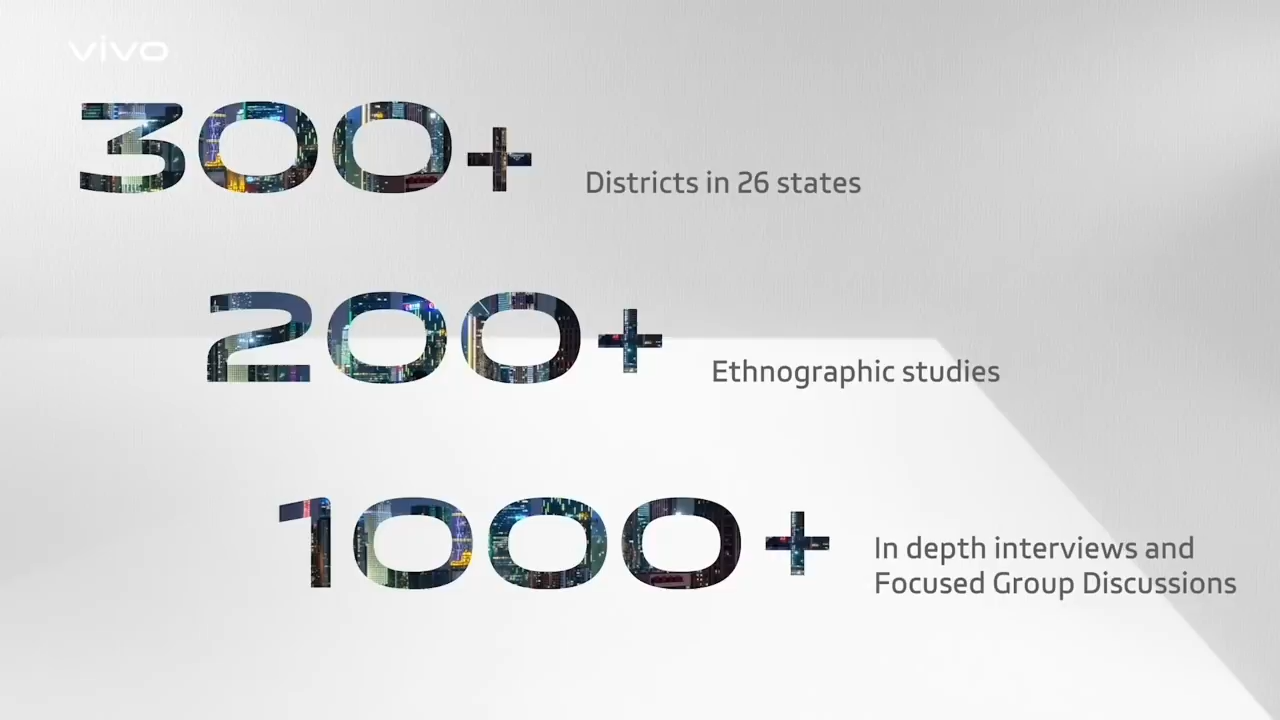 vivo
300+
Districts in 26 states
200+
Ethnographic studies
1000+
In depth interviews and
Focused Group Discussions